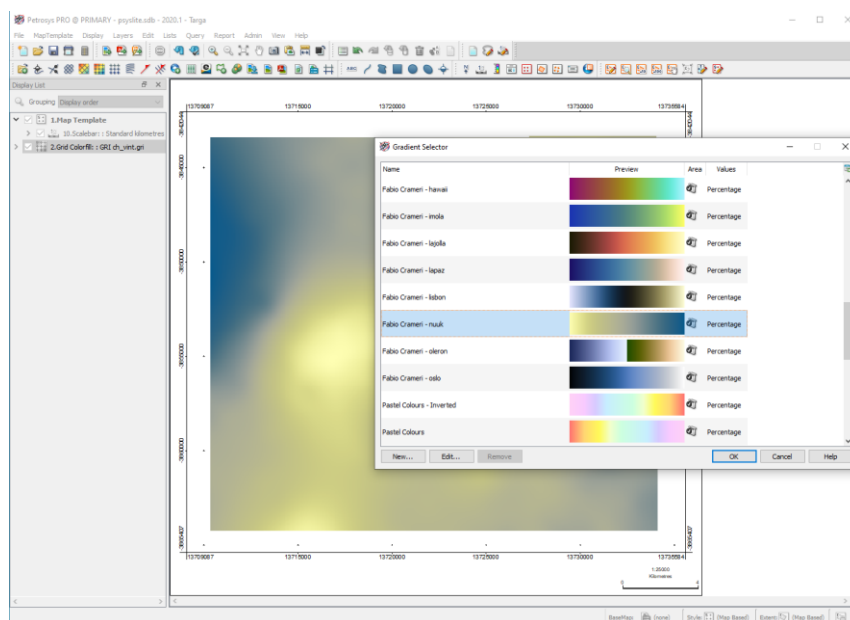 Petrosys PRO @ PRIMARY - psyslite.sdb - 2020.1 - Targa
File MapTemplate Display Layers Edit Lists Query Report Admin View Help
Display List
Grouping Display order
1.Map Template
10.Scalebar: : Standard kilometres
2.Grid Colorfill: : GRI ch_vint.gri
13709087 13715000 13720000 13725000 13730000 13735584
Gradient Selector
Name Preview Area Values
Fabio Crameri - hawaii Percentage
Fabio Crameri - imola Percentage
Fabio Crameri - lajolla Percentage
Fabio Crameri - lapaz Percentage
Fabio Crameri - lisbon Percentage
Fabio Crameri - nuuk Percentage
Fabio Crameri - oleron Percentage
Fabio Crameri - oslo Percentage
Pastel Colours - Inverted Percentage
Pastel Colours Percentage
New... Edit... Remove OK Cancel Help
13709087 13715000 13720000 13725000 13730000 13735584
1:25000
Kilometres
BaseMap: (none) Style: (Map Based) Extent: (Map Based)